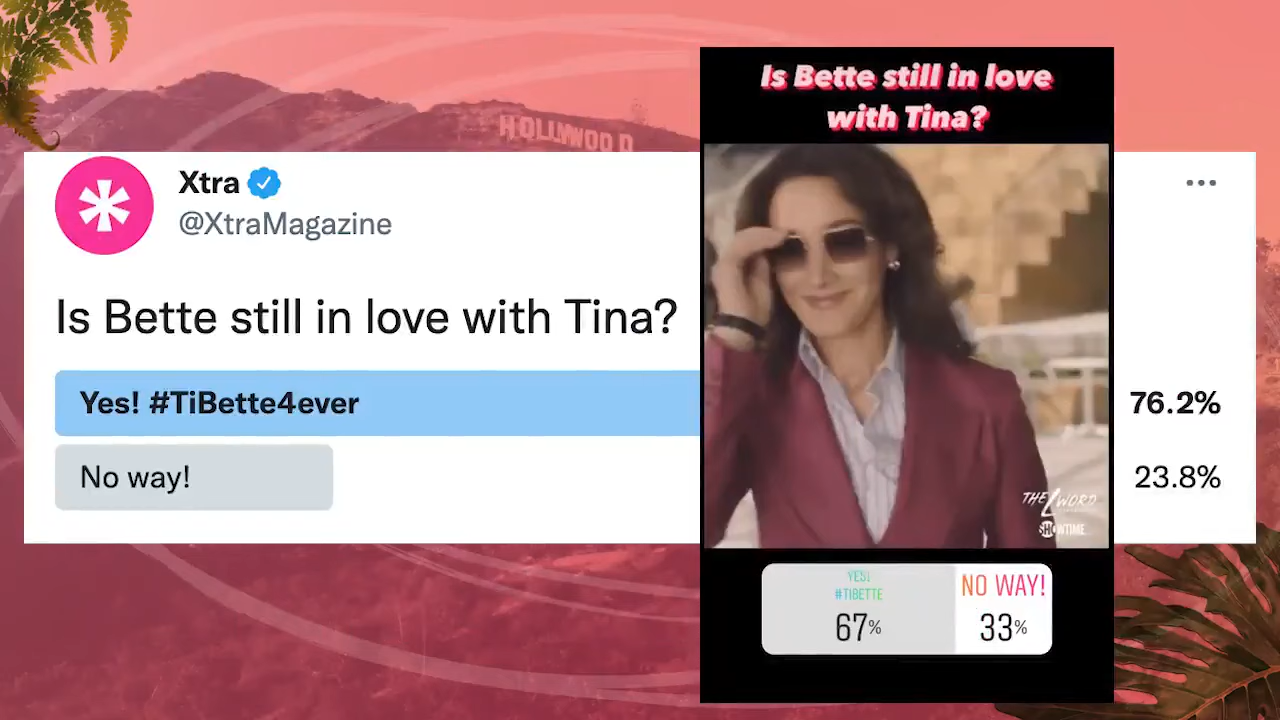 HOLLYWOOD
Xtra
@XtraMagazine
Is Bette still in love with Tina?
Yes! #TiBette4ever
76.2%
No way!
23.8%
Is Bette still in love
with Tina?
THE L WORD
SHOWTIME
YES!
#TIBETTE
67%
NO WAY!
33%